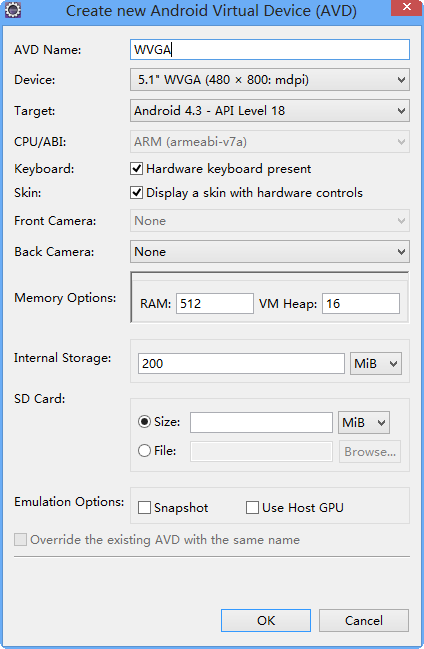 Create new Android Virtual Device (AVD)
AVD Name: WVGA
Device: 5.1" WVGA (480 × 800: mdpi)
Target: Android 4.3 - API Level 18
CPU/ABI: ARM (armeabi-v7a)
Keyboard: Hardware keyboard present
Skin: Display a skin with hardware controls
Front Camera: None
Back Camera: None
Memory Options: RAM: 512 VM Heap: 16
Internal Storage: 200 MiB
SD Card:
Size: MiB
File: Browse...
Emulation Options: Snapshot Use Host GPU
Override the existing AVD with the same name
OK Cancel